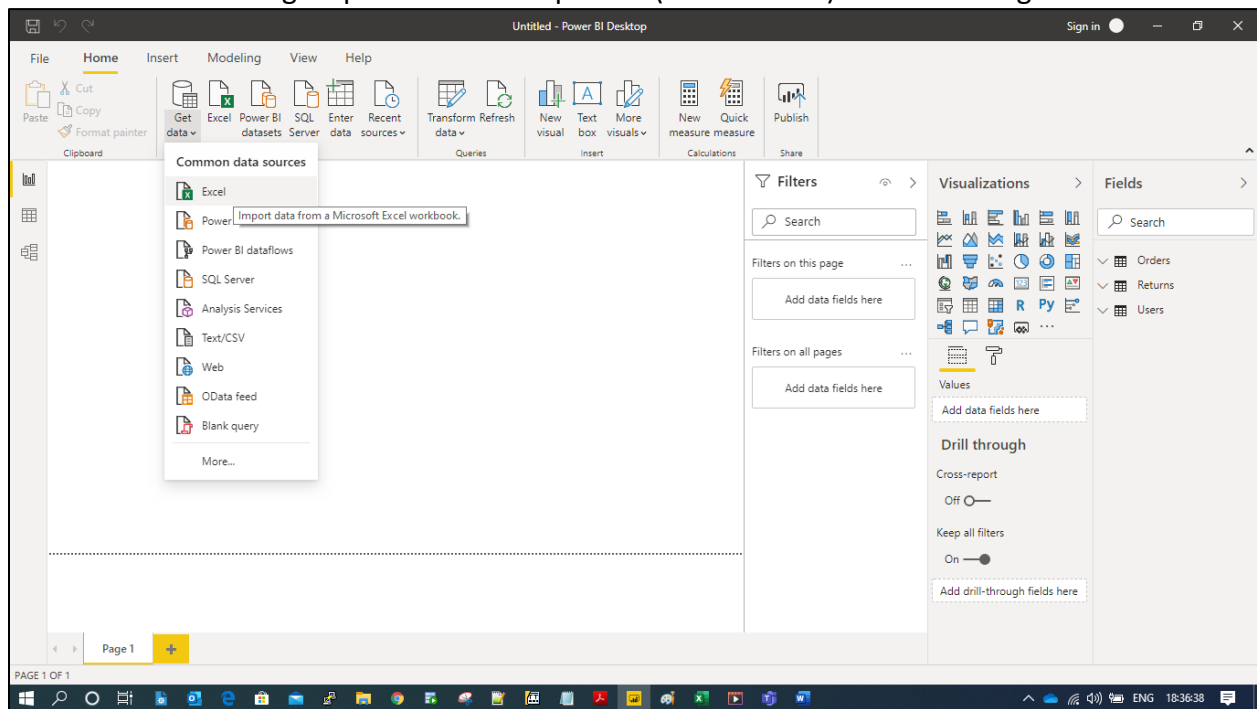 Untitled - Power BI Desktop
Sign in
File Home Insert Modeling View Help
Cut
Copy
Format painter
Paste
Get data
Excel
Power BI datasets
SQL Server
Enter data
Recent sources
Transform data
Refresh
New visual
Text box
More visuals
New measure
Quick measure
Publish
Clipboard
Queries
Insert
Calculations
Share
Common data sources
Excel
Power
Import data from a Microsoft Excel workbook.
Power BI dataflows
SQL Server
Analysis Services
Text/CSV
Web
OData feed
Blank query
More...
Filters
Search
Filters on this page ...
Add data fields here
Filters on all pages ...
Add data fields here
Visualizations
123
R Py
...
Values
Add data fields here
Drill through
Cross-report
Off
Keep all filters
On
Add drill-through fields here
Fields
Search
Orders
Returns
Users
Page 1
PAGE 1 OF 1
ENG 18:36:38